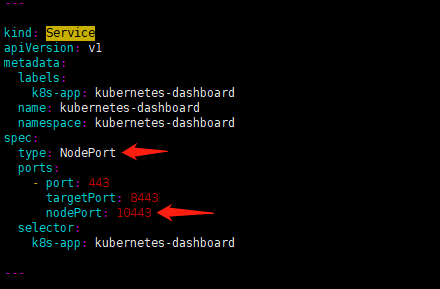 ---
kind: Service
apiVersion: v1
metadata:
  labels:
    k8s-app: kubernetes-dashboard
  name: kubernetes-dashboard
  namespace: kubernetes-dashboard
spec:
  type: NodePort
  ports:
    - port: 443
      targetPort: 8443
      nodePort: 10443
  selector:
    k8s-app: kubernetes-dashboard
---